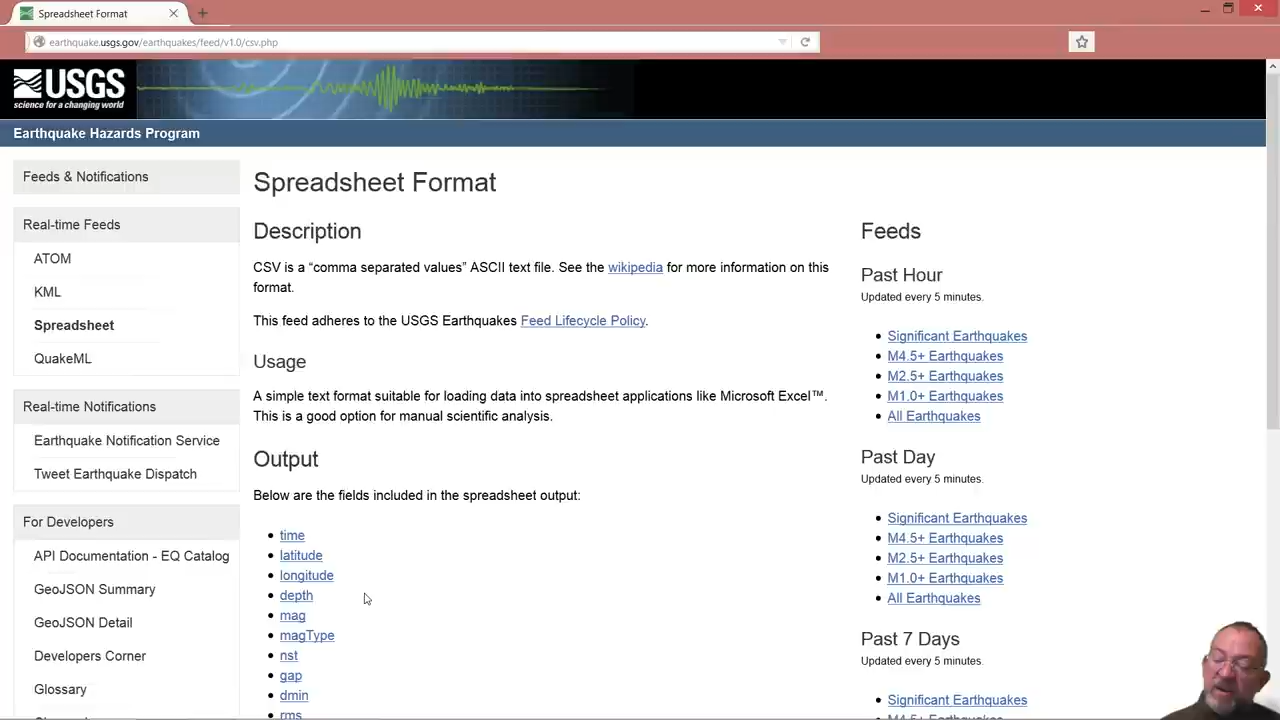 Spreadsheet Format
earthquake.usgs.gov/earthquakes/feed/v1.0/csv.php
USGS
science for a changing world
Earthquake Hazards Program
Feeds & Notifications
Real-time Feeds
ATOM
KML
Spreadsheet
QuakeML
Real-time Notifications
Earthquake Notification Service
Tweet Earthquake Dispatch
For Developers
API Documentation - EQ Catalog
GeoJSON Summary
GeoJSON Detail
Developers Corner
Glossary
Spreadsheet Format
Description
CSV is a “comma separated values” ASCII text file. See the wikipedia for more information on this
format.
This feed adheres to the USGS Earthquakes Feed Lifecycle Policy.
Usage
A simple text format suitable for loading data into spreadsheet applications like Microsoft Excel™.
This is a good option for manual scientific analysis.
Output
Below are the fields included in the spreadsheet output:
time
latitude
longitude
depth
mag
magType
nst
gap
dmin
rms
Feeds
Past Hour
Updated every 5 minutes.
Significant Earthquakes
M4.5+ Earthquakes
M2.5+ Earthquakes
M1.0+ Earthquakes
All Earthquakes
Past Day
Updated every 5 minutes.
Significant Earthquakes
M4.5+ Earthquakes
M2.5+ Earthquakes
M1.0+ Earthquakes
All Earthquakes
Past 7 Days
Updated every 5 minutes.
Significant Earthquakes
M4.5+ Earthquakes